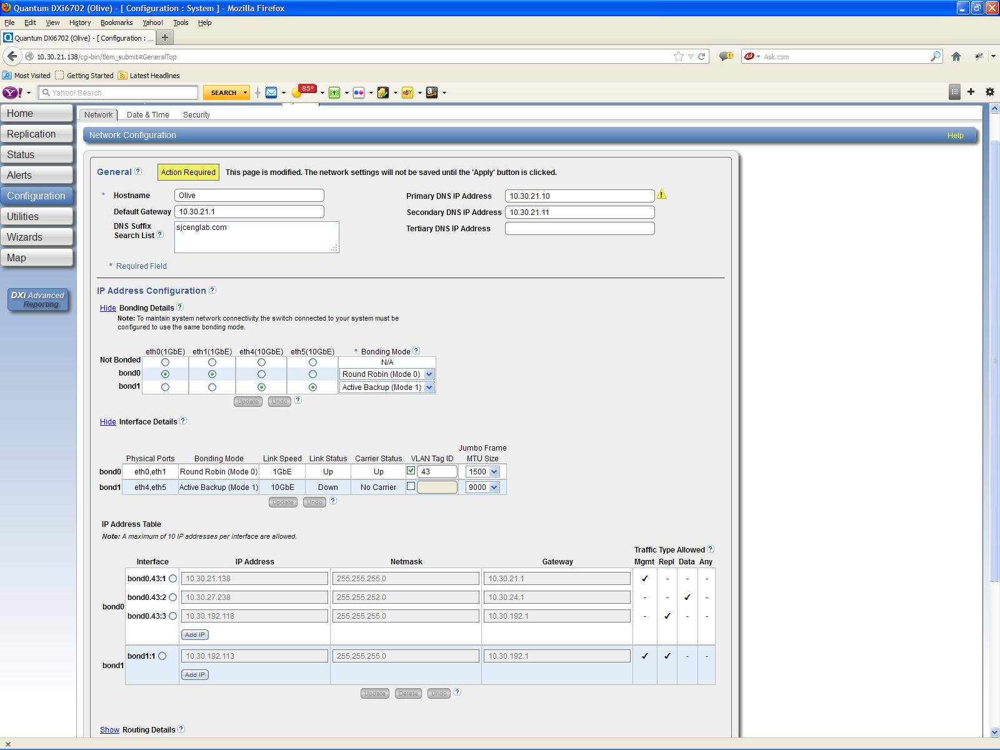 Quantum DXi6702 (Olive) - [ Configuration : System ] - Mozilla Firefox
File Edit View History Bookmarks Yahoo! Tools Help
Quantum DXi6702 (Olive) - [ Configuration : ...
10.30.21.138/cgi-bin/tlem_submit#GeneralTop
Ask Ask.com
Most Visited Getting Started Latest Headlines
Y! Yahoo! Search SEARCH 85° eBY a
Network Date & Time Security
Home
Replication
Status
Alerts
Configuration
Utilities
Wizards
Map
DXi Advanced
Reporting
Network Configuration Help
General ? Action Required This page is modified. The network settings will not be saved until the 'Apply' button is clicked.
* Hostname Olive Primary DNS IP Address 10.30.21.10
Default Gateway 10.30.21.1 Secondary DNS IP Address 10.30.21.11
DNS Suffix sjcenglab.com Tertiary DNS IP Address
Search List ?
* Required Field
IP Address Configuration ?
Hide Bonding Details ?
Note: To maintain system network connectivity the switch connected to your system must be
configured to use the same bonding mode.
eth0(1GbE) eth1(1GbE) eth4(10GbE) eth5(10GbE) * Bonding Mode ?
Not Bonded N/A
bond0 Round Robin (Mode 0)
bond1 Active Backup (Mode 1)
Update Undo ?
Hide Interface Details ?
Jumbo Frame
Physical Ports Bonding Mode Link Speed Link Status Carrier Status VLAN Tag ID MTU Size
bond0 eth0,eth1 Round Robin (Mode 0) 1GbE Up Up 43 1500
bond1 eth4,eth5 Active Backup (Mode 1) 10GbE Down No Carrier 9000
Update Undo ?
IP Address Table
Note: A maximum of 10 IP addresses per interface are allowed.
Traffic Type Allowed ?
Interface IP Address Netmask Gateway Mgmt Repl Data Any
bond0.43:1 10.30.21.138 255.255.255.0 10.30.21.1 ✓ - - -
bond0.43:2 10.30.27.238 255.255.252.0 10.30.24.1 - - ✓ -
bond0
bond0.43:3 10.30.192.118 255.255.255.0 10.30.192.1 - ✓ - -
Add IP
bond1:1 10.30.192.113 255.255.255.0 10.30.192.1 ✓ ✓ - -
bond1
Add IP
Update Delete Undo ?
Show Routing Details ?
x